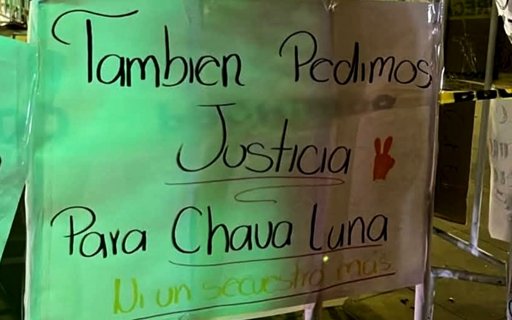 Tambien Pedimos
Justicia
Para Chava Luna
Ni un secuestro más